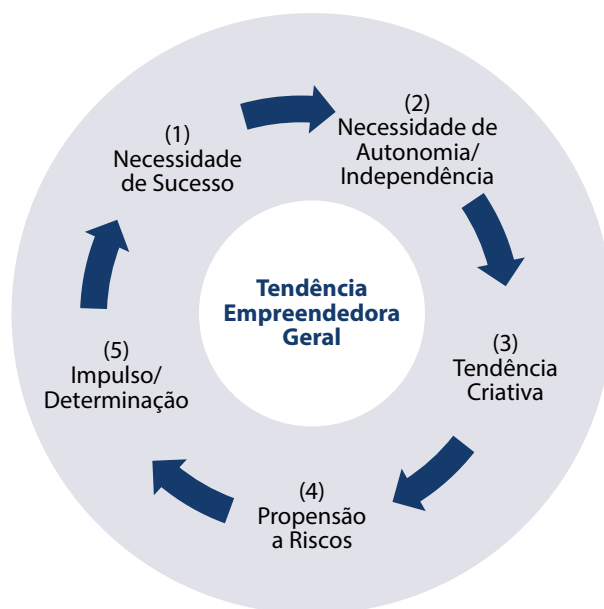 (1)
Necessidade
de Sucesso
(2)
Necessidade de
Autonomia/
Independência
(3)
Tendência
Criativa
(4)
Propensão
a Riscos
(5)
Impulso/
Determinação
Tendência
Empreendedora
Geral